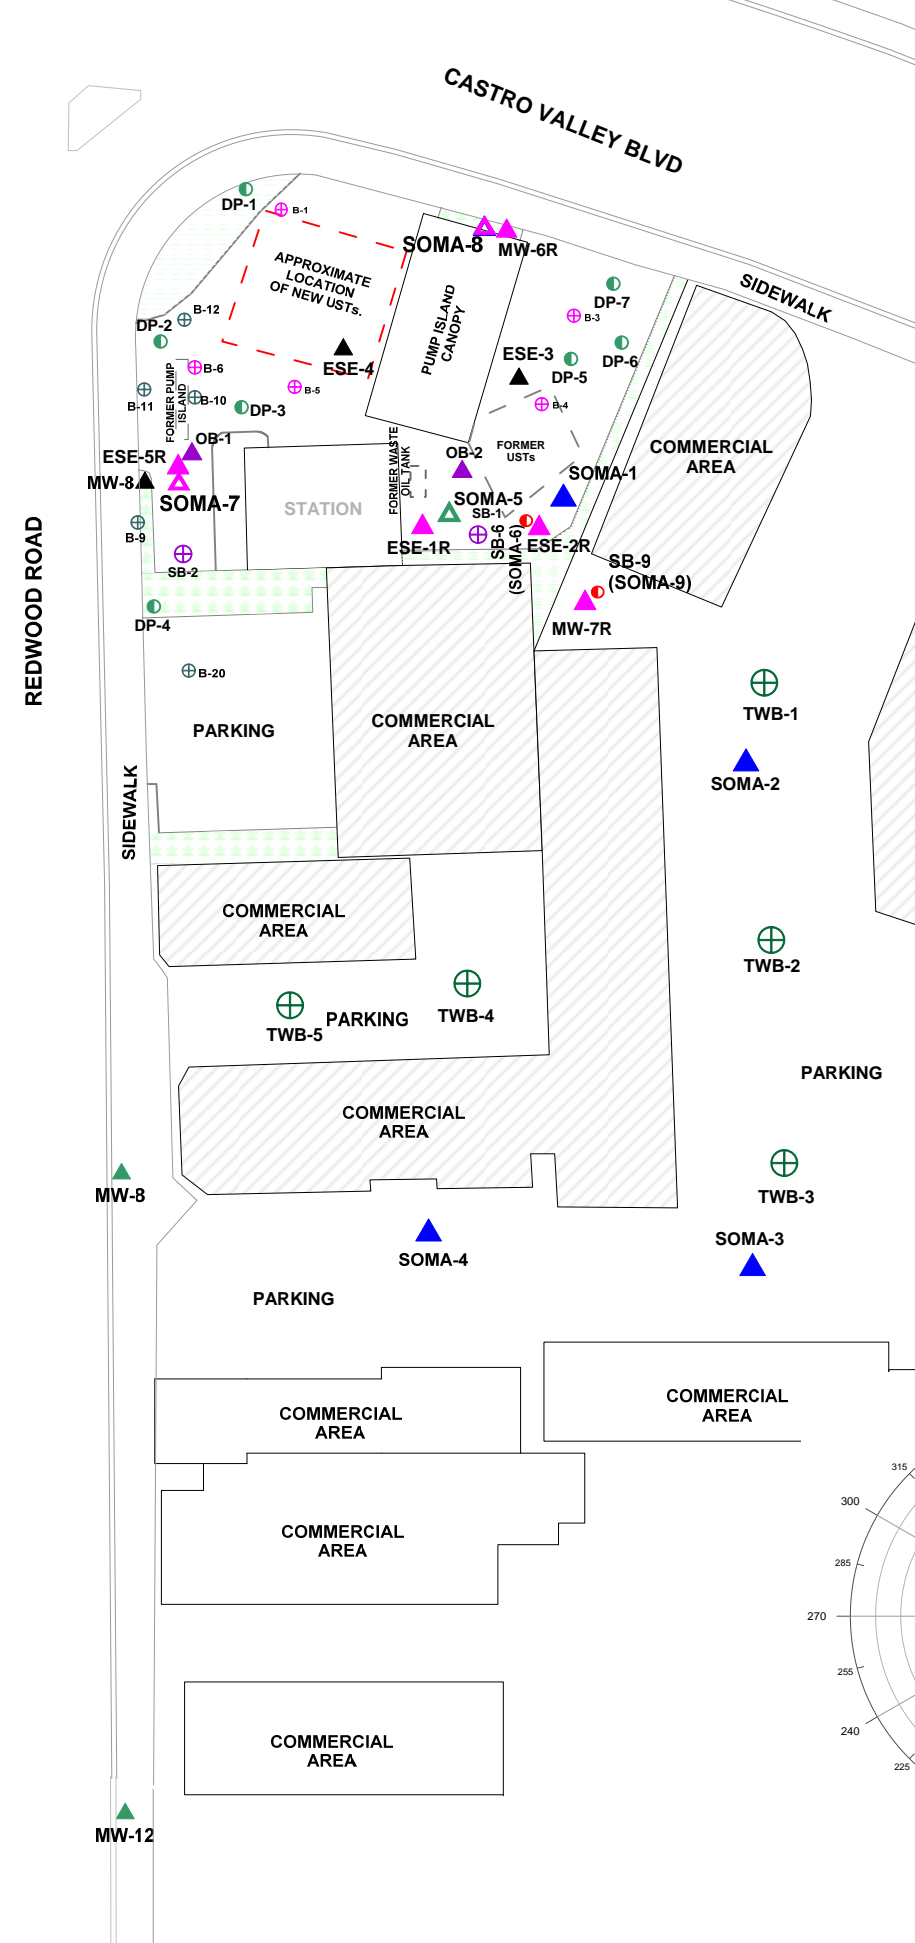 CASTRO VALLEY BLVD
DP-1
B-1
SOMA-8
MW-6R
APPROXIMATE
LOCATION
OF NEW USTs.
SIDEWALK
DP-7
B-12
DP-2
B-3
PUMP ISLAND
CANOPY
ESE-3
DP-6
ESE-4
DP-5
B-6
B-5
B-11
B-10
FORMER PUMP
ISLAND
DP-3
B-4
OB-1
FORMER
USTs
COMMERCIAL
AREA
ESE-5R
OB-2
FORMER WASTE
OIL TANK
SOMA-1
MW-8
SOMA-7
STATION
SOMA-5
SB-1
SB-6
(SOMA-6)
B-9
ESE-1R
ESE-2R
SB-2
SB-9
(SOMA-9)
REDWOOD ROAD
DP-4
MW-7R
B-20
TWB-1
PARKING
COMMERCIAL
AREA
SOMA-2
SIDEWALK
COMMERCIAL
AREA
TWB-2
TWB-5
PARKING
TWB-4
PARKING
COMMERCIAL
AREA
MW-8
TWB-3
SOMA-4
SOMA-3
PARKING
COMMERCIAL
AREA
COMMERCIAL
AREA
315
300
COMMERCIAL
AREA
285
270
255
240
COMMERCIAL
AREA
225
MW-12